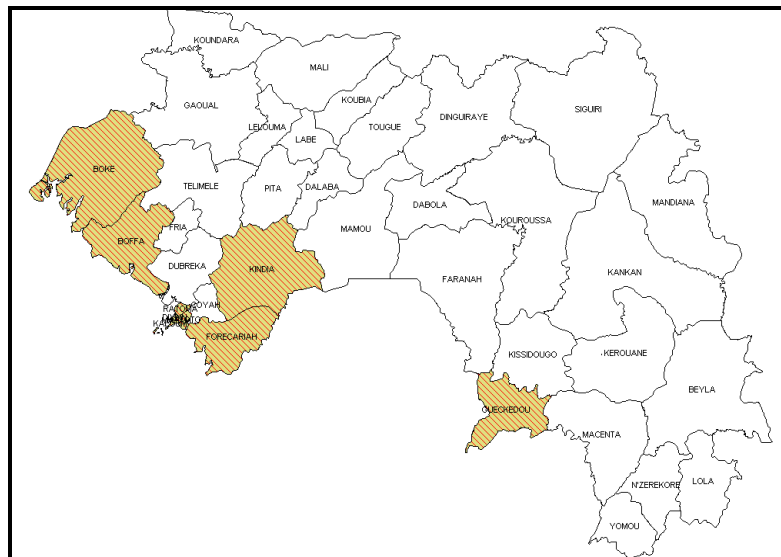 KOUNDARA
MALI
KOUBIA
GAOUAL
SIGUIRI
DINGUIRAYE
LELOUMA
TOUGUE
LABE
BOKE
TELIMELE
PITA
DALABA
DABOLA
MANDIANA
KOUROUSSA
FRIA
MAMOU
BOFFA
DUBREKA
KINDIA
KANKAN
FARANAH
COYAH
FORECARIAH
KISSIDOUGO
KEROUANE
BEYLA
GUECKEDOU
MACENTA
LOLA
N'ZEREKORE
YOMOU